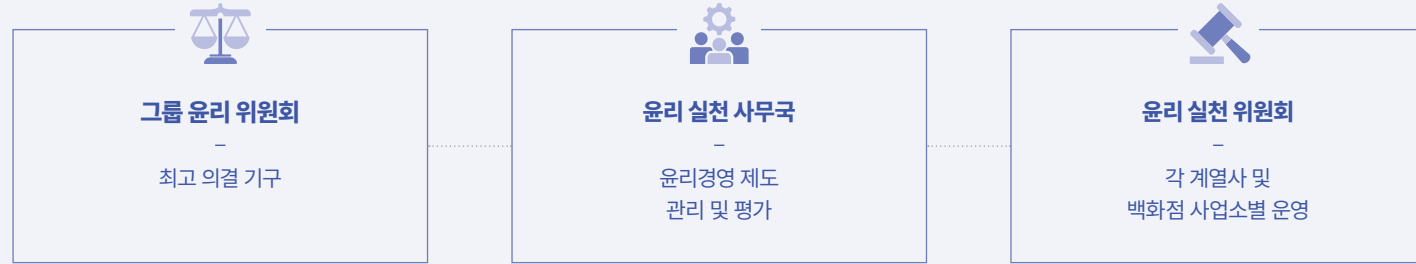 그룹 윤리 위원회
–
최고 의결 기구
윤리 실천 사무국
–
윤리경영 제도
관리 및 평가
윤리 실천 위원회
–
각 계열사 및
백화점 사업소별 운영